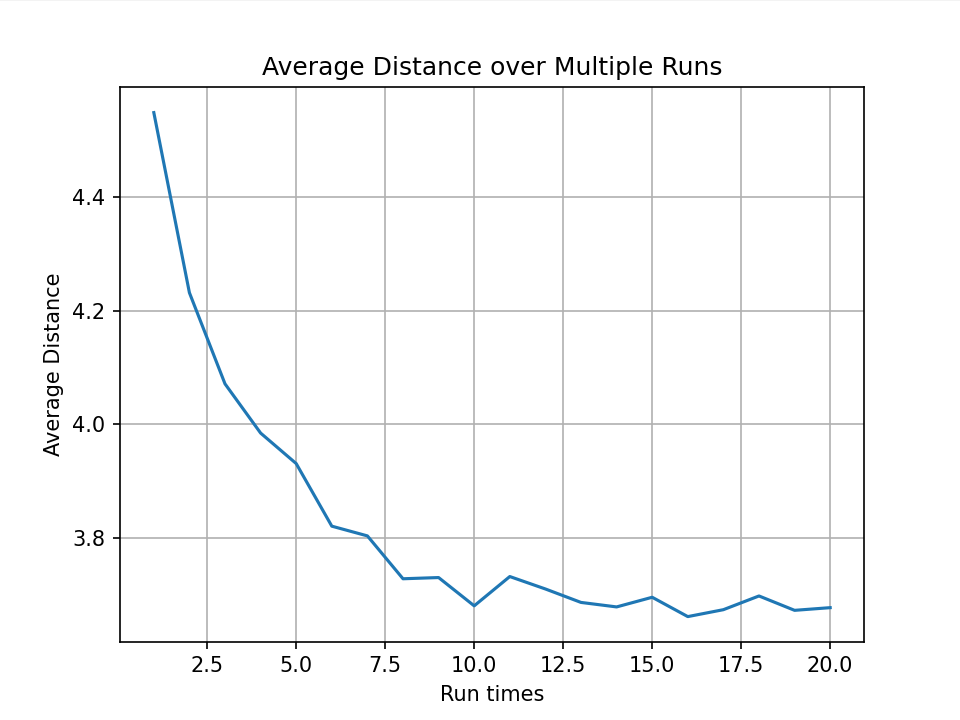 Average Distance over Multiple Runs
4.4
4.2
4.0
3.8
Average Distance
2.5 5.0 7.5 10.0 12.5 15.0 17.5 20.0
Run times